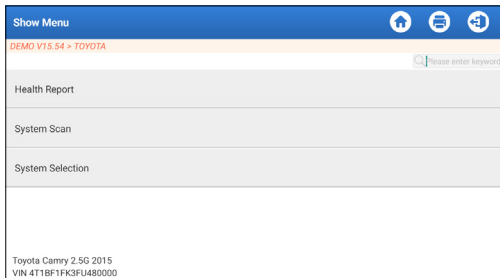 Show Menu
DEMO V15.54 > TOYOTA
Please enter keyword
Health Report
System Scan
System Selection
Toyota Camry 2.5G 2015
VIN 4T1BF1FK3FU480000